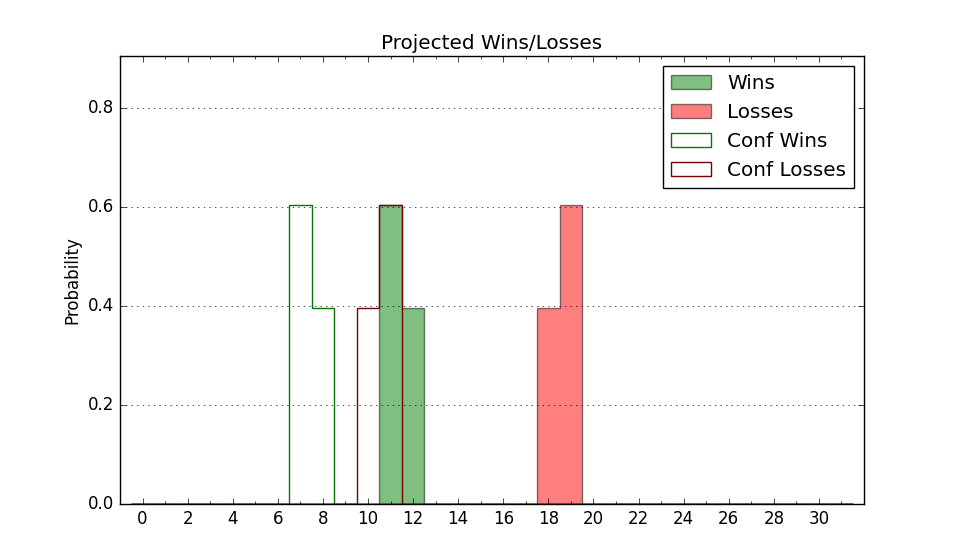 Projected Wins/Losses
Wins
Losses
Conf Wins
Conf Losses
Probability
0.8
0.6
0.4
0.2
0.0
0 2 4 6 8 10 12 14 16 18 20 22 24 26 28 30